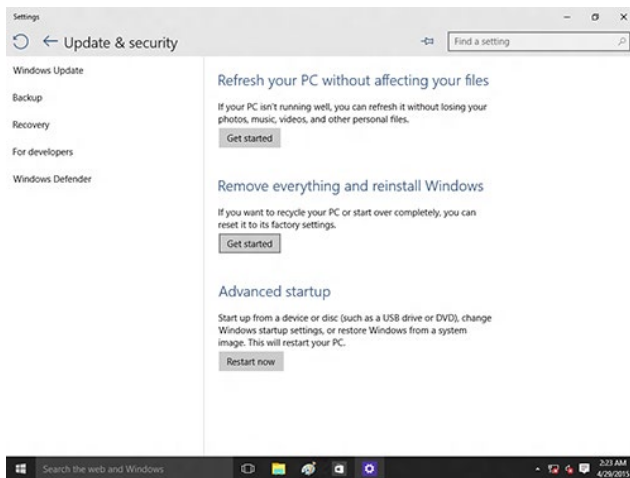 Settings
Update & security
Find a setting
Windows Update
Backup
Recovery
For developers
Windows Defender
Refresh your PC without affecting your files
If your PC isn't running well, you can refresh it without losing your
photos, music, videos, and other personal files.
Get started
Remove everything and reinstall Windows
If you want to recycle your PC or start over completely, you can
reset it to its factory settings.
Get started
Advanced startup
Start up from a device or disc (such as a USB drive or DVD), change
Windows startup settings, or restore Windows from a system
image. This will restart your PC.
Restart now
Search the web and Windows
2:23 AM
4/29/2015